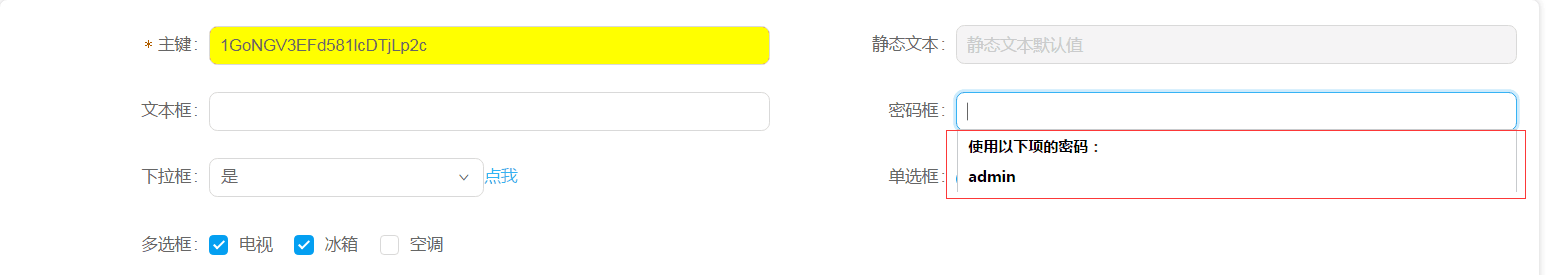 * 主键: 1GoNGV3EFd581lcDTjLp2c
静态文本: 静态文本默认值
文本框:
密码框:
使用以下项的密码:
admin
下拉框: 是 点我
单选框:
多选框: 电视 冰箱 空调